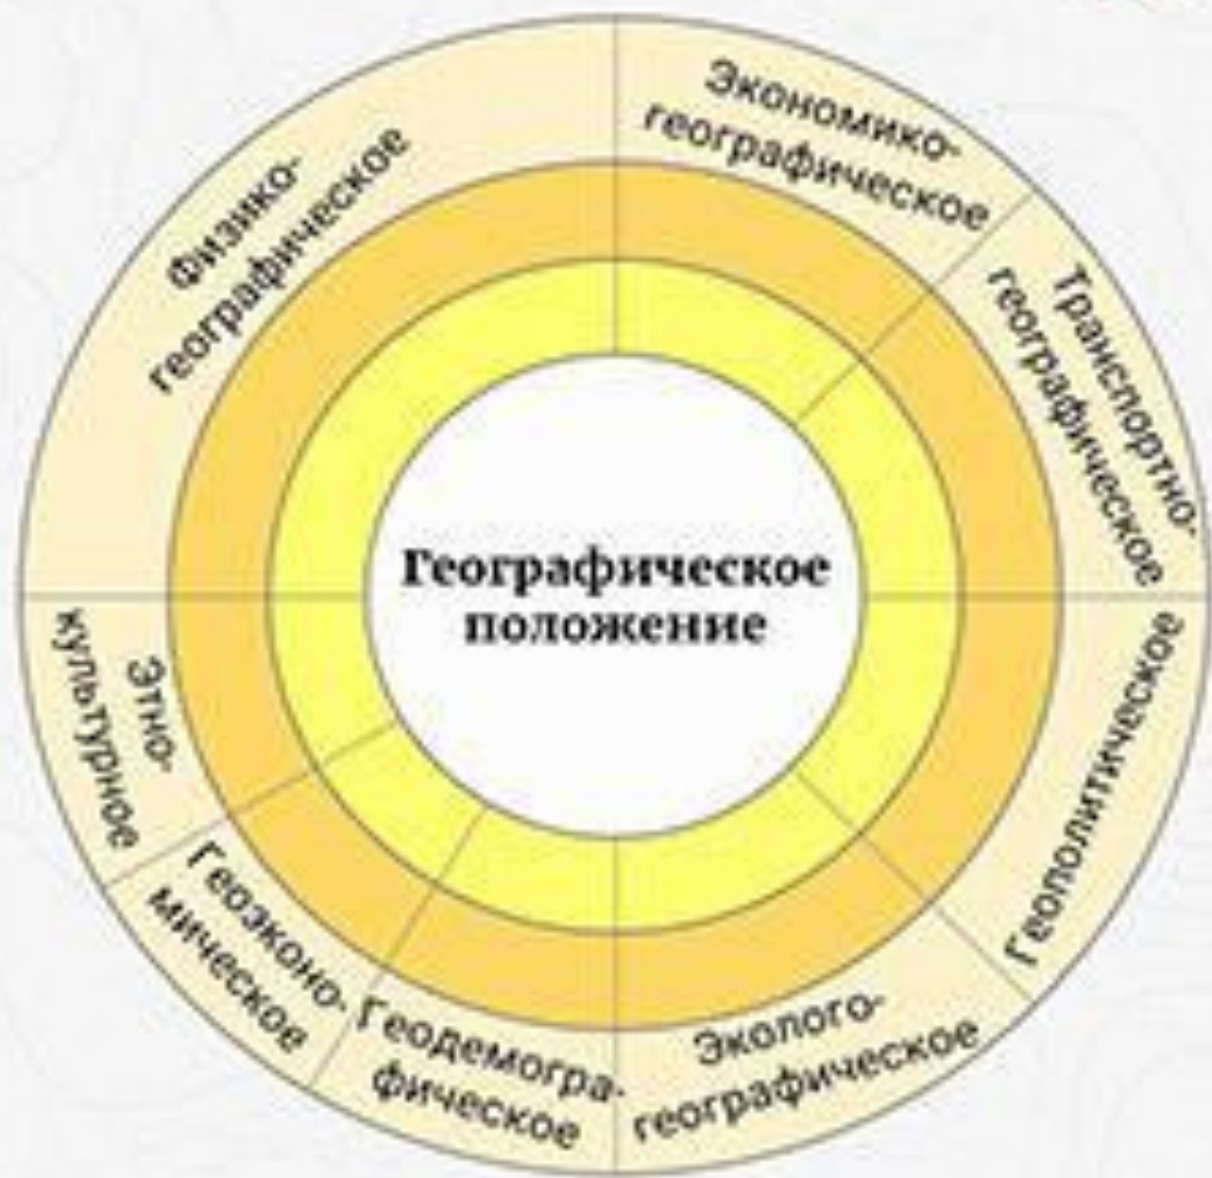 Физико-
географическое
Экономико-
географическое
Транспортно-
географическое
Географическое
положение
Геополитическое
Эколого-
географическое
Геодемогра-
фическое
Геоэконо-
мическое
Этно-
культурное